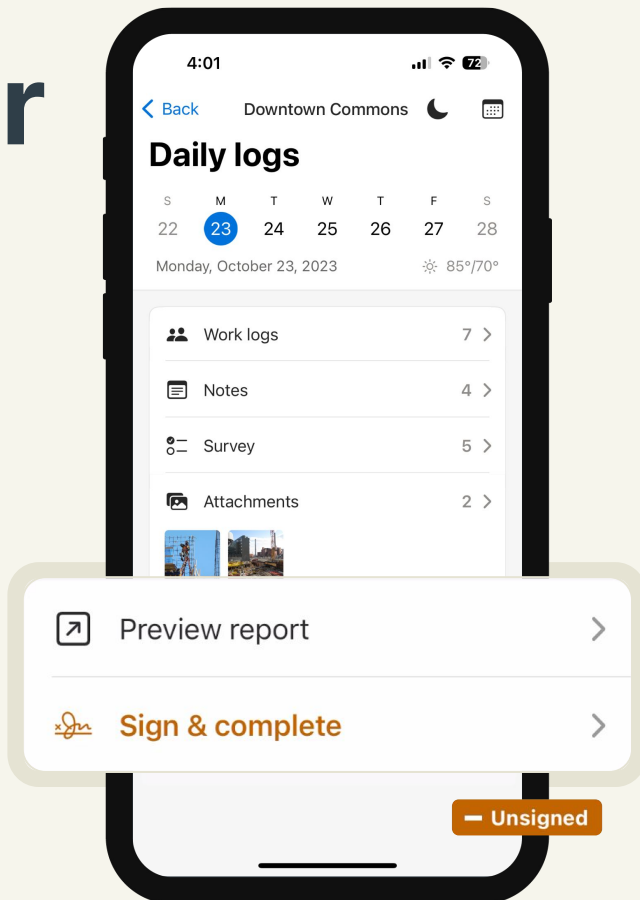 r
4:01
72
Back Downtown Commons
Daily logs
S M T W T F S
22 23 24 25 26 27 28
Monday, October 23, 2023 85°/70°
Work logs 7
Notes 4
Survey 5
Attachments 2
Preview report
Sign & complete
Unsigned